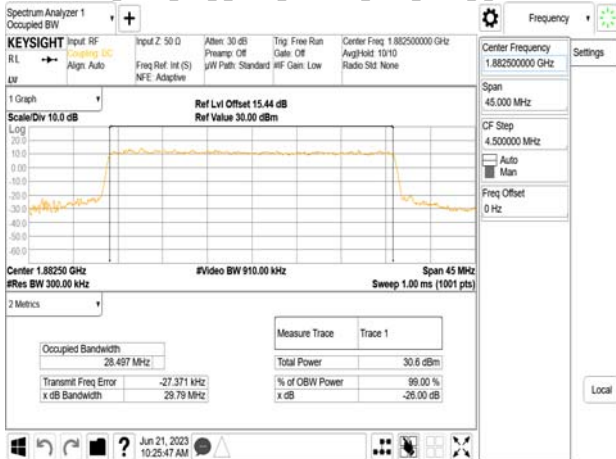 Spectrum Analyzer 1
Occupied BW
+
Frequency
KEYSIGHT
RL
Input: RF
Coupling: DC
Align: Auto
Input Z: 50 Ω
Freq Ref: Int (S)
NFE: Adaptive
Atten: 30 dB
Preamp: Off
µW Path: Standard
Trig: Free Run
Gate: Off
#IF Gain: Low
Center Freq: 1.882500000 GHz
Avg|Hold: 10/10
Radio Std: None
Center Frequency
1.882500000 GHz
Settings
Span
45.000 MHz
CF Step
4.500000 MHz
Auto
Man
Freq Offset
0 Hz
Local
1 Graph
Scale/Div 10.0 dB
Ref Lvl Offset 15.44 dB
Ref Value 30.00 dBm
Log
20.0
10.0
0.00
-10.0
-20.0
-30.0
-40.0
-50.0
-60.0
Center 1.88250 GHz
#Res BW 300.00 kHz
#Video BW 910.00 kHz
Span 45 MHz
Sweep 1.00 ms (1001 pts)
2 Metrics
Measure Trace Trace 1
Occupied Bandwidth
28.497 MHz
Total Power 30.6 dBm
Transmit Freq Error -27.371 kHz
% of OBW Power 99.00 %
x dB Bandwidth 29.79 MHz
x dB -26.00 dB
?
Jun 21, 2023
10:25:47 AM